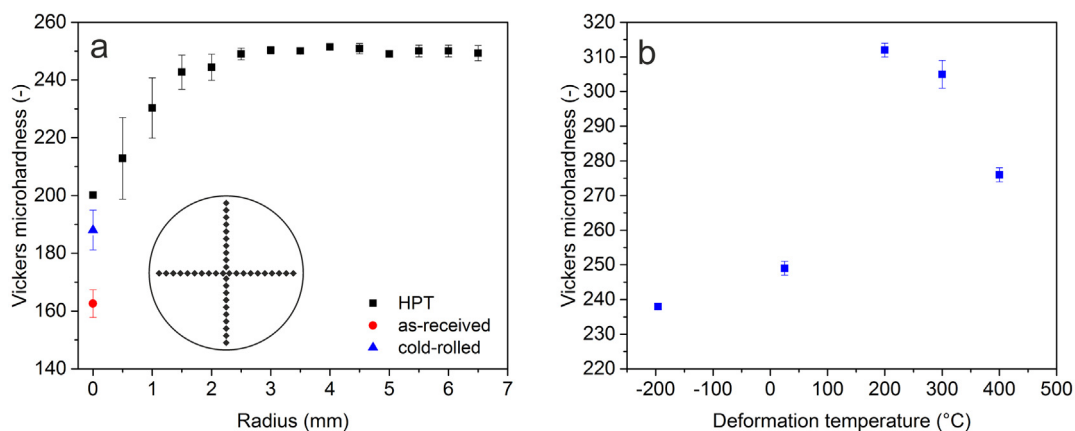 a
260
240
220
200
180
160
140
Vickers microhardness (-)
0 1 2 3 4 5 6 7
Radius (mm)
HPT
as-received
cold-rolled
b
320
310
300
290
280
270
260
250
240
230
220
Vickers microhardness (-)
-200 -100 0 100 200 300 400 500
Deformation temperature (°C)